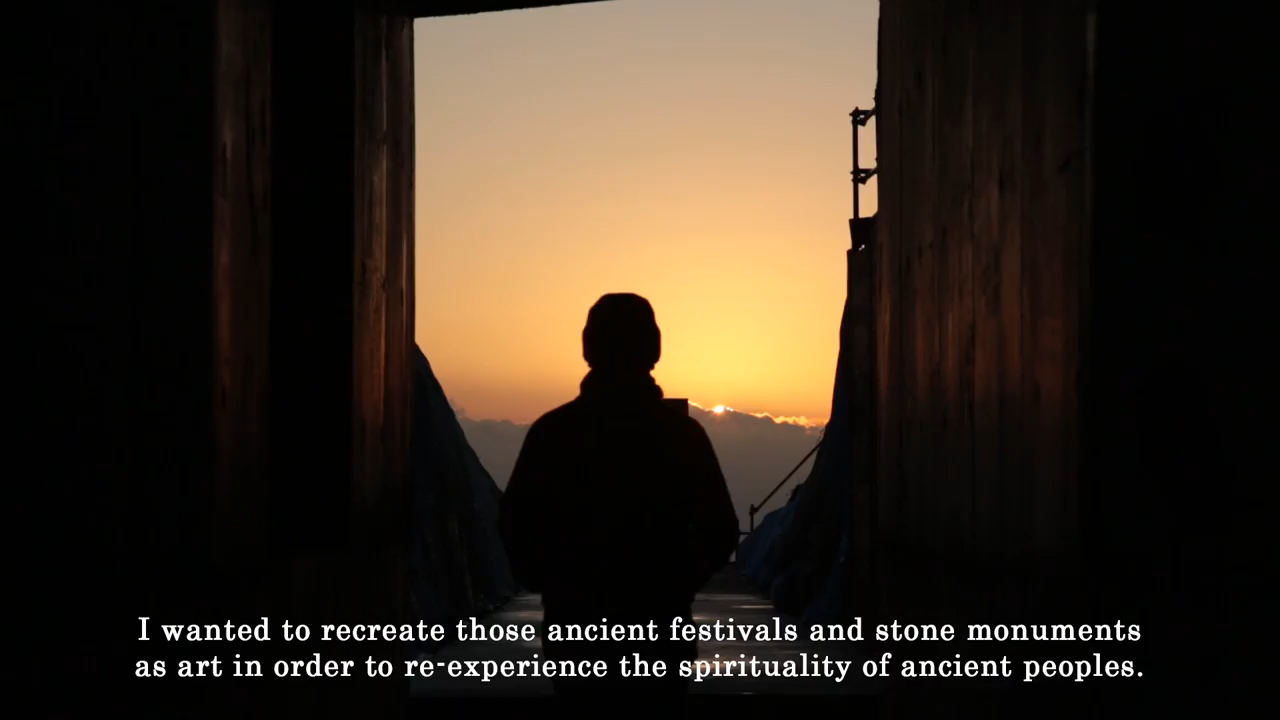 I wanted to recreate those ancient festivals and stone monuments
as art in order to re-experience the spirituality of ancient peoples.